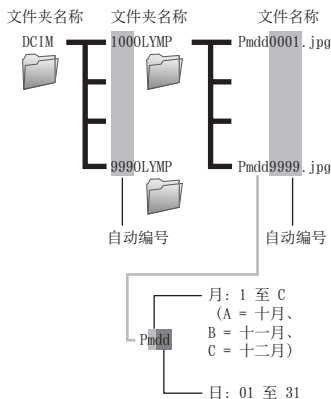 文件夹名称 文件夹名称 文件名称
DCIM 100OLYMP Pmdd0001.jpg
999OLYMP Pmdd9999.jpg
自动编号 自动编号
月: 1 至 C
(A = 十月、
B = 十一月、
C = 十二月)
Pmdd
日: 01 至 31